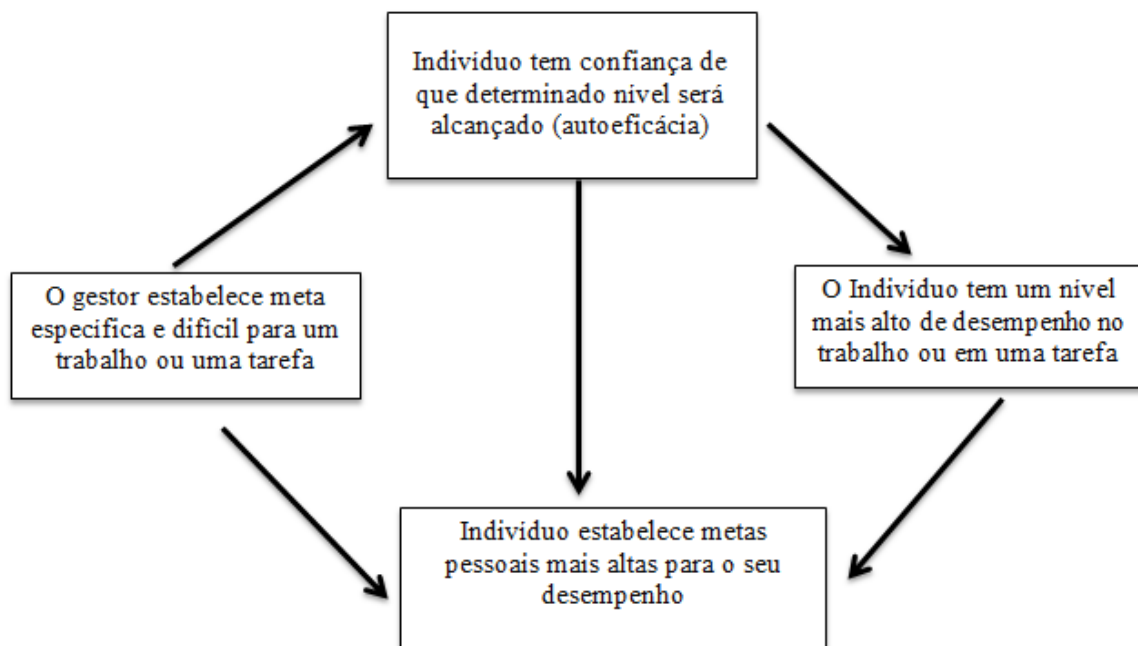 Indivíduo tem confiança de
que determinado nível será
alcançado (autoeficácia)
O gestor estabelece meta
específica e difícil para um
trabalho ou uma tarefa
O Indivíduo tem um nível
mais alto de desempenho no
trabalho ou em uma tarefa
Indivíduo estabelece metas
pessoais mais altas para o seu
desempenho